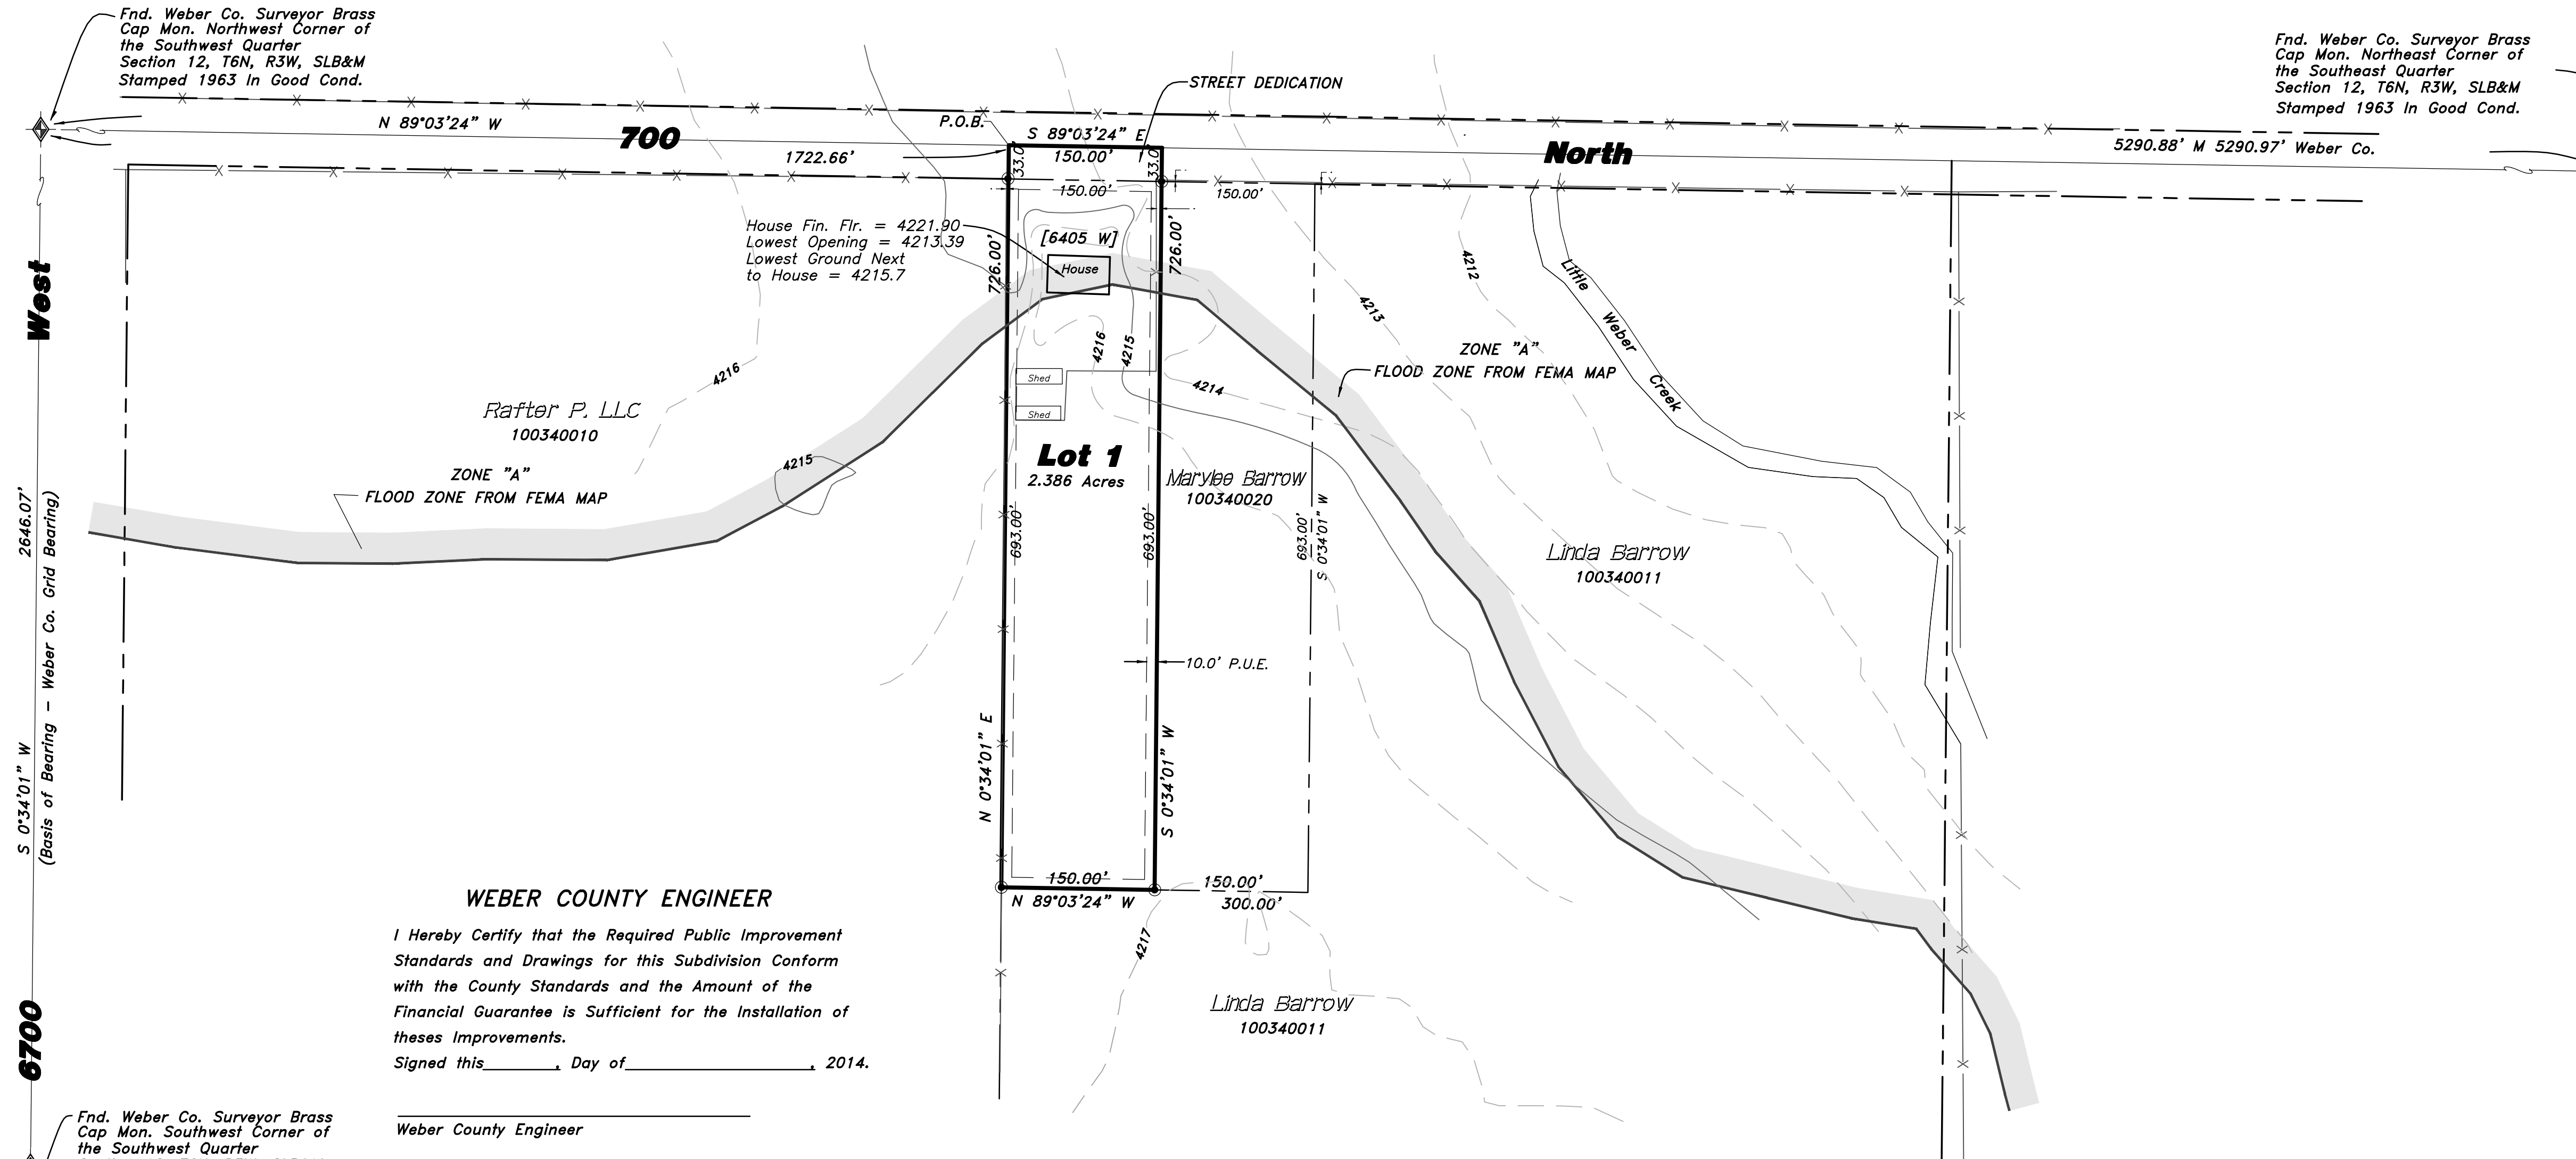 Fnd. Weber Co. Surveyor Brass
Cap Mon. Northwest Corner of
the Southwest Quarter
Section 12, T6N, R3W, SLB&M
Stamped 1963 In Good Cond.
Fnd. Weber Co. Surveyor Brass
Cap Mon. Northeast Corner of
the Southeast Quarter
Section 12, T6N, R3W, SLB&M
Stamped 1963 In Good Cond.
STREET DEDICATION
N 89°03'24" W
700
1722.66'
P.O.B.
S 89°03'24" E
150.00'
33.0'
33.0'
North
5290.88' M 5290.97' Weber Co.
150.00'
150.00'
House Fin. Flr. = 4221.90
Lowest Opening = 4213.39
Lowest Ground Next
to House = 4215.7
726.00'
[6405 W]
House
726.00'
4212
4213
Little
Weber
Creek
West
4216
4216
4215
ZONE "A"
FLOOD ZONE FROM FEMA MAP
Shed
Shed
4214
Rafter P. LLC
100340010
4215
ZONE "A"
FLOOD ZONE FROM FEMA MAP
Lot 1
2.386 Acres
Marylee Barrow
100340020
693.00'
693.00'
693.00'
S 0°34'01" W
Linda Barrow
100340011
2646.07'
S 0°34'01" W
(Basis of Bearing - Weber Co. Grid Bearing)
10.0' P.U.E.
N 0°34'01" E
S 0°34'01" W
150.00'
N 89°03'24" W
150.00'
300.00'
4217
Linda Barrow
100340011
WEBER COUNTY ENGINEER
I Hereby Certify that the Required Public Improvement
Standards and Drawings for this Subdivision Conform
with the County Standards and the Amount of the
Financial Guarantee is Sufficient for the Installation of
theses Improvements.
Signed this________, Day of____________________, 2014.
Weber County Engineer
6700
Fnd. Weber Co. Surveyor Brass
Cap Mon. Southwest Corner of
the Southwest Quarter